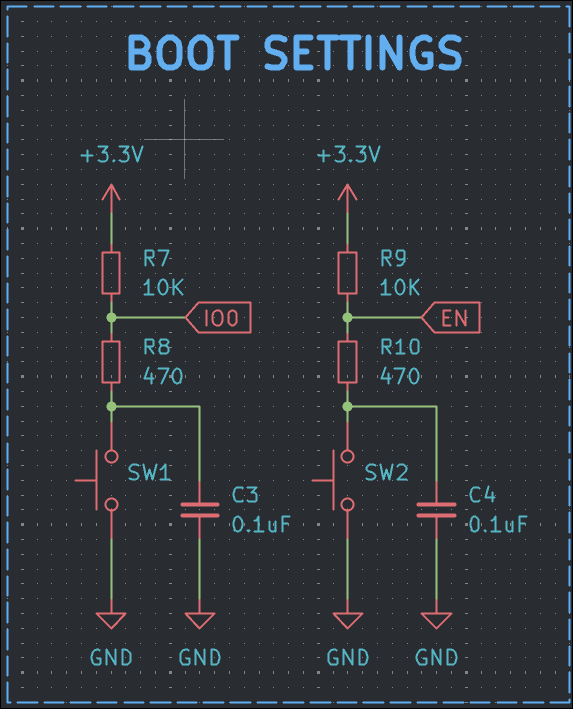 BOOT SETTINGS
+3.3V
R7
10K
IO0
R8
470
SW1
C3
0.1uF
GND
GND
+3.3V
R9
10K
EN
R10
470
SW2
C4
0.1uF
GND
GND